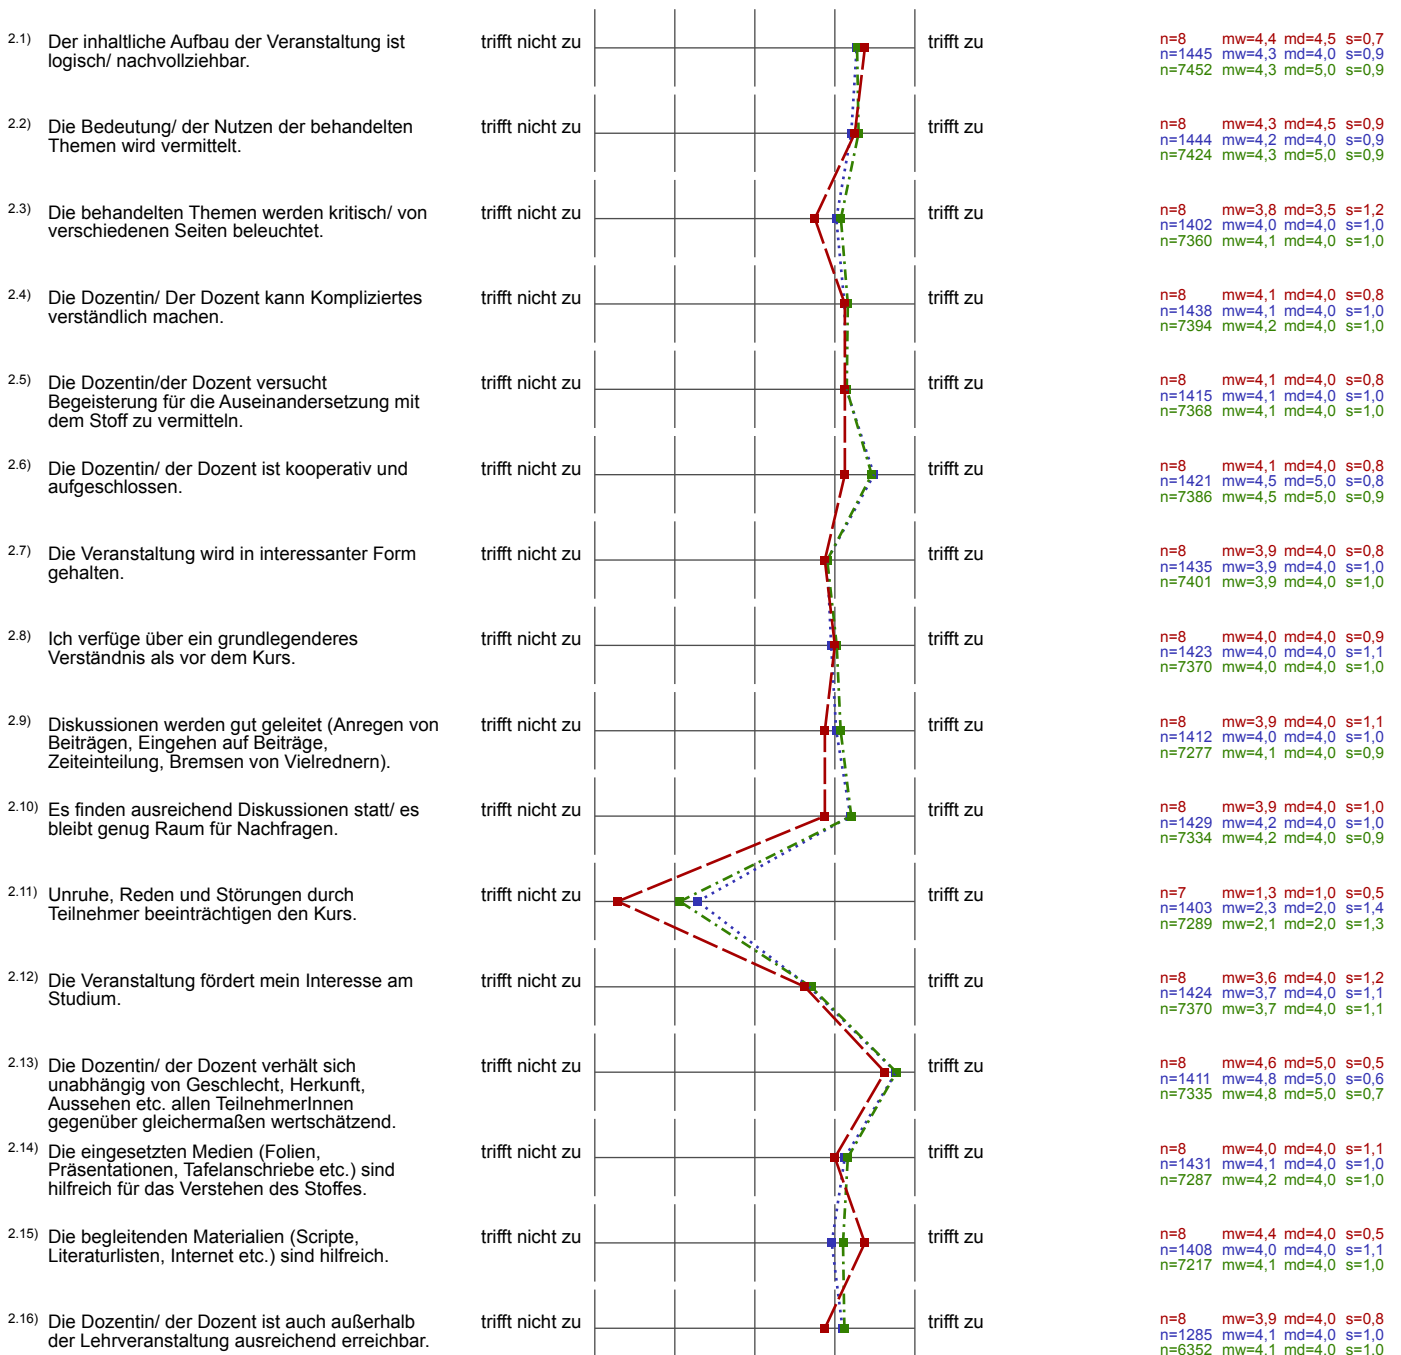 2.1) Der inhaltliche Aufbau der Veranstaltung ist trifft nicht zu trifft zu n=8 mw=4,4 md=4,5 s=0,7
logisch/ nachvollziehbar. n=1445 mw=4,3 md=4,0 s=0,9
n=7452 mw=4,3 md=5,0 s=0,9
2.2) Die Bedeutung/ der Nutzen der behandelten trifft nicht zu trifft zu n=8 mw=4,3 md=4,5 s=0,9
Themen wird vermittelt. n=1444 mw=4,2 md=4,0 s=0,9
n=7424 mw=4,3 md=5,0 s=0,9
2.3) Die behandelten Themen werden kritisch/ von trifft nicht zu trifft zu n=8 mw=3,8 md=3,5 s=1,2
verschiedenen Seiten beleuchtet. n=1402 mw=4,0 md=4,0 s=1,0
n=7360 mw=4,1 md=4,0 s=1,0
2.4) Die Dozentin/ Der Dozent kann Kompliziertes trifft nicht zu trifft zu n=8 mw=4,1 md=4,0 s=0,8
verständlich machen. n=1438 mw=4,1 md=4,0 s=1,0
n=7394 mw=4,2 md=4,0 s=1,0
2.5) Die Dozentin/der Dozent versucht trifft nicht zu trifft zu n=8 mw=4,1 md=4,0 s=0,8
Begeisterung für die Auseinandersetzung mit n=1415 mw=4,1 md=4,0 s=1,0
dem Stoff zu vermitteln. n=7368 mw=4,1 md=4,0 s=1,0
2.6) Die Dozentin/ der Dozent ist kooperativ und trifft nicht zu trifft zu n=8 mw=4,1 md=4,0 s=0,8
aufgeschlossen. n=1421 mw=4,5 md=5,0 s=0,8
n=7386 mw=4,5 md=5,0 s=0,9
2.7) Die Veranstaltung wird in interessanter Form trifft nicht zu trifft zu n=8 mw=3,9 md=4,0 s=0,8
gehalten. n=1435 mw=3,9 md=4,0 s=1,0
n=7401 mw=3,9 md=4,0 s=1,0
2.8) Ich verfüge über ein grundlegenderes trifft nicht zu trifft zu n=8 mw=4,0 md=4,0 s=0,9
Verständnis als vor dem Kurs. n=1423 mw=4,0 md=4,0 s=1,1
n=7370 mw=4,0 md=4,0 s=1,0
2.9) Diskussionen werden gut geleitet (Anregen von trifft nicht zu trifft zu n=8 mw=3,9 md=4,0 s=1,1
Beiträgen, Eingehen auf Beiträge, n=1412 mw=4,0 md=4,0 s=1,0
Zeiteinteilung, Bremsen von Vielrednern). n=7277 mw=4,1 md=4,0 s=0,9
2.10) Es finden ausreichend Diskussionen statt/ es trifft nicht zu trifft zu n=8 mw=3,9 md=4,0 s=1,0
bleibt genug Raum für Nachfragen. n=1429 mw=4,2 md=4,0 s=1,0
n=7334 mw=4,2 md=4,0 s=0,9
2.11) Unruhe, Reden und Störungen durch trifft nicht zu trifft zu n=7 mw=1,3 md=1,0 s=0,5
Teilnehmer beeinträchtigen den Kurs. n=1403 mw=2,3 md=2,0 s=1,4
n=7289 mw=2,1 md=2,0 s=1,3
2.12) Die Veranstaltung fördert mein Interesse am trifft nicht zu trifft zu n=8 mw=3,6 md=4,0 s=1,2
Studium. n=1424 mw=3,7 md=4,0 s=1,1
n=7370 mw=3,7 md=4,0 s=1,1
2.13) Die Dozentin/ der Dozent verhält sich trifft nicht zu trifft zu n=8 mw=4,6 md=5,0 s=0,5
unabhängig von Geschlecht, Herkunft, n=1411 mw=4,8 md=5,0 s=0,6
Aussehen etc. allen TeilnehmerInnen n=7335 mw=4,8 md=5,0 s=0,7
gegenüber gleichermaßen wertschätzend.
2.14) Die eingesetzten Medien (Folien, trifft nicht zu trifft zu n=8 mw=4,0 md=4,0 s=1,1
Präsentationen, Tafelanschriebe etc.) sind n=1431 mw=4,1 md=4,0 s=1,0
hilfreich für das Verstehen des Stoffes. n=7287 mw=4,2 md=4,0 s=1,0
2.15) Die begleitenden Materialien (Scripte, trifft nicht zu trifft zu n=8 mw=4,4 md=4,0 s=0,5
Literaturlisten, Internet etc.) sind hilfreich. n=1408 mw=4,0 md=4,0 s=1,1
n=7217 mw=4,1 md=4,0 s=1,0
2.16) Die Dozentin/ der Dozent ist auch außerhalb trifft nicht zu trifft zu n=8 mw=3,9 md=4,0 s=0,8
der Lehrveranstaltung ausreichend erreichbar. n=1285 mw=4,1 md=4,0 s=1,0
n=6352 mw=4,1 md=4,0 s=1,0